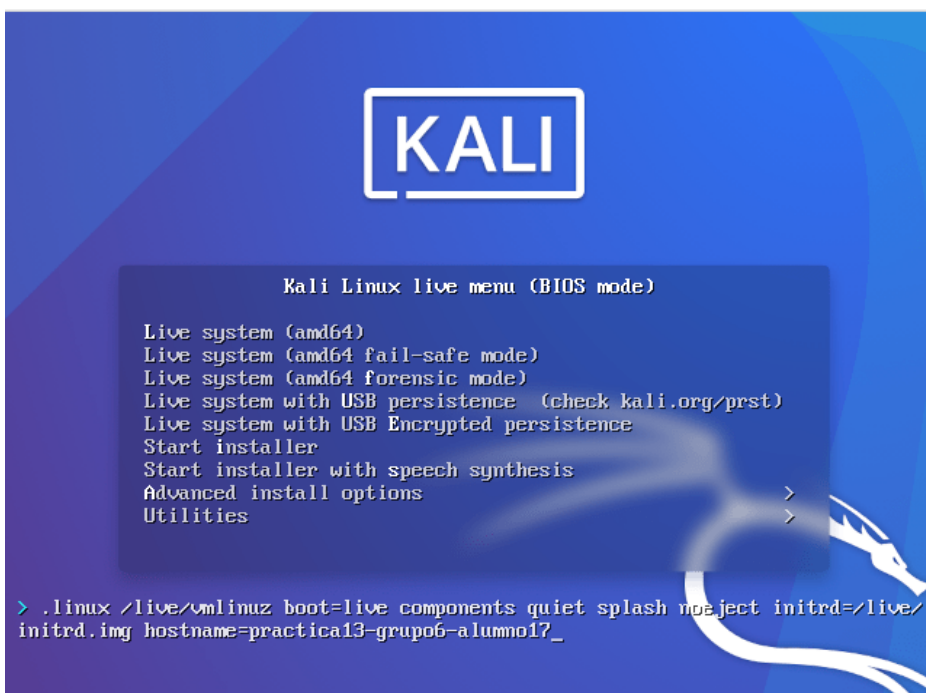 KALI
Kali Linux live menu (BIOS mode)
Live system (amd64)
Live system (amd64 fail-safe mode)
Live system (amd64 forensic mode)
Live system with USB persistence (check kali.org/prst)
Live system with USB Encrypted persistence
Start installer
Start installer with speech synthesis
Advanced install options >
Utilities >
> .linux /live/vmlinuz boot=live components quiet splash noeject initrd=/live/
initrd.img hostname=practica13-grupo6-alumno17_